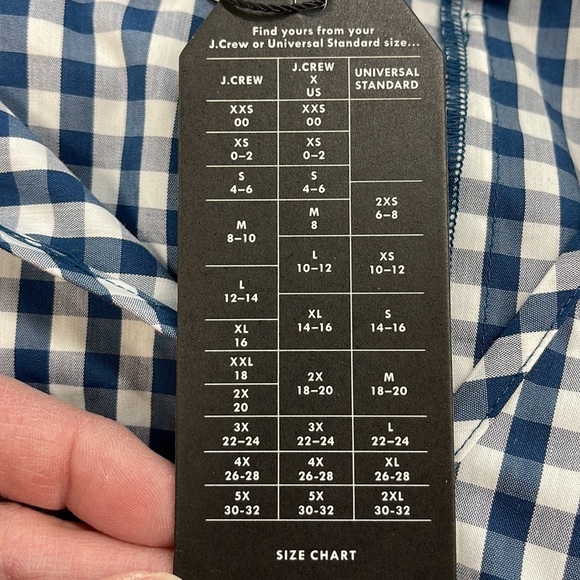 Find yours from your
J.Crew or Universal Standard size...
J.CREW
J.CREW
X
US
UNIVERSAL
STANDARD
XXS
00
XXS
00
XS
0–2
XS
0–2
S
4–6
S
4–6
2XS
6–8
M
8–10
M
8
L
10–12
XS
10–12
L
12–14
XL
14–16
S
14–16
XL
16
XXL
18
2X
18–20
M
18–20
2X
20
3X
22–24
3X
22–24
L
22–24
4X
26-28
4X
26-28
XL
26-28
5X
30-32
5X
30-32
2XL
30-32
SIZE CHART